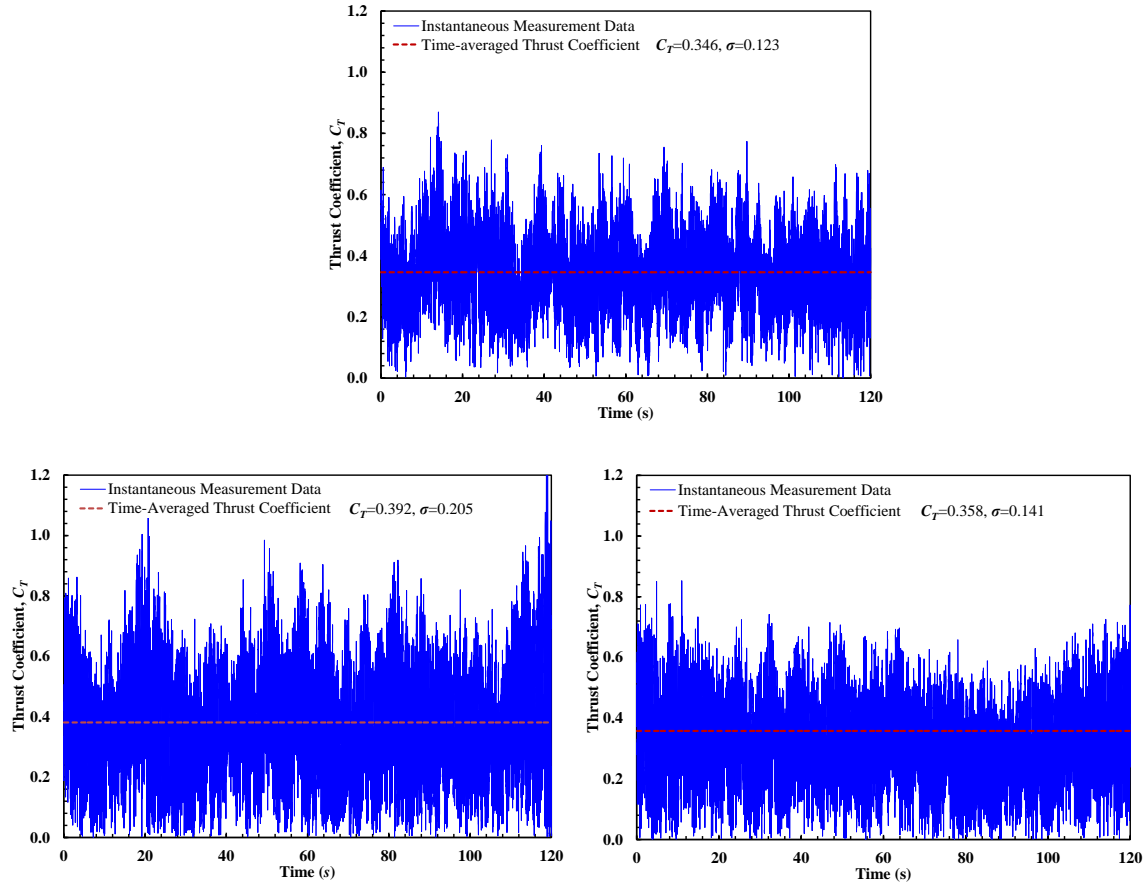 1.2
Instantaneous Measurement Data
Time-averaged Thrust Coefficient C_T=0.346, σ=0.123
1.0
0.8
0.6
0.4
0.2
0.0
Thrust Coefficient, C_T
0 20 40 60 80 100 120
Time (s)
1.2
Instantaneous Measurement Data
Time-Averaged Thrust Coefficient C_T=0.392, σ=0.205
1.0
0.8
0.6
0.4
0.2
0.0
Thrust Coefficient, C_T
0 20 40 60 80 100 120
Time (s)
1.2
Instantaneous Measurement Data
Time-Averaged Thrust Coefficient C_T=0.358, σ=0.141
1.0
0.8
0.6
0.4
0.2
0.0
Thrust Coefficient, C_T
0 20 40 60 80 100 120
Time (s)